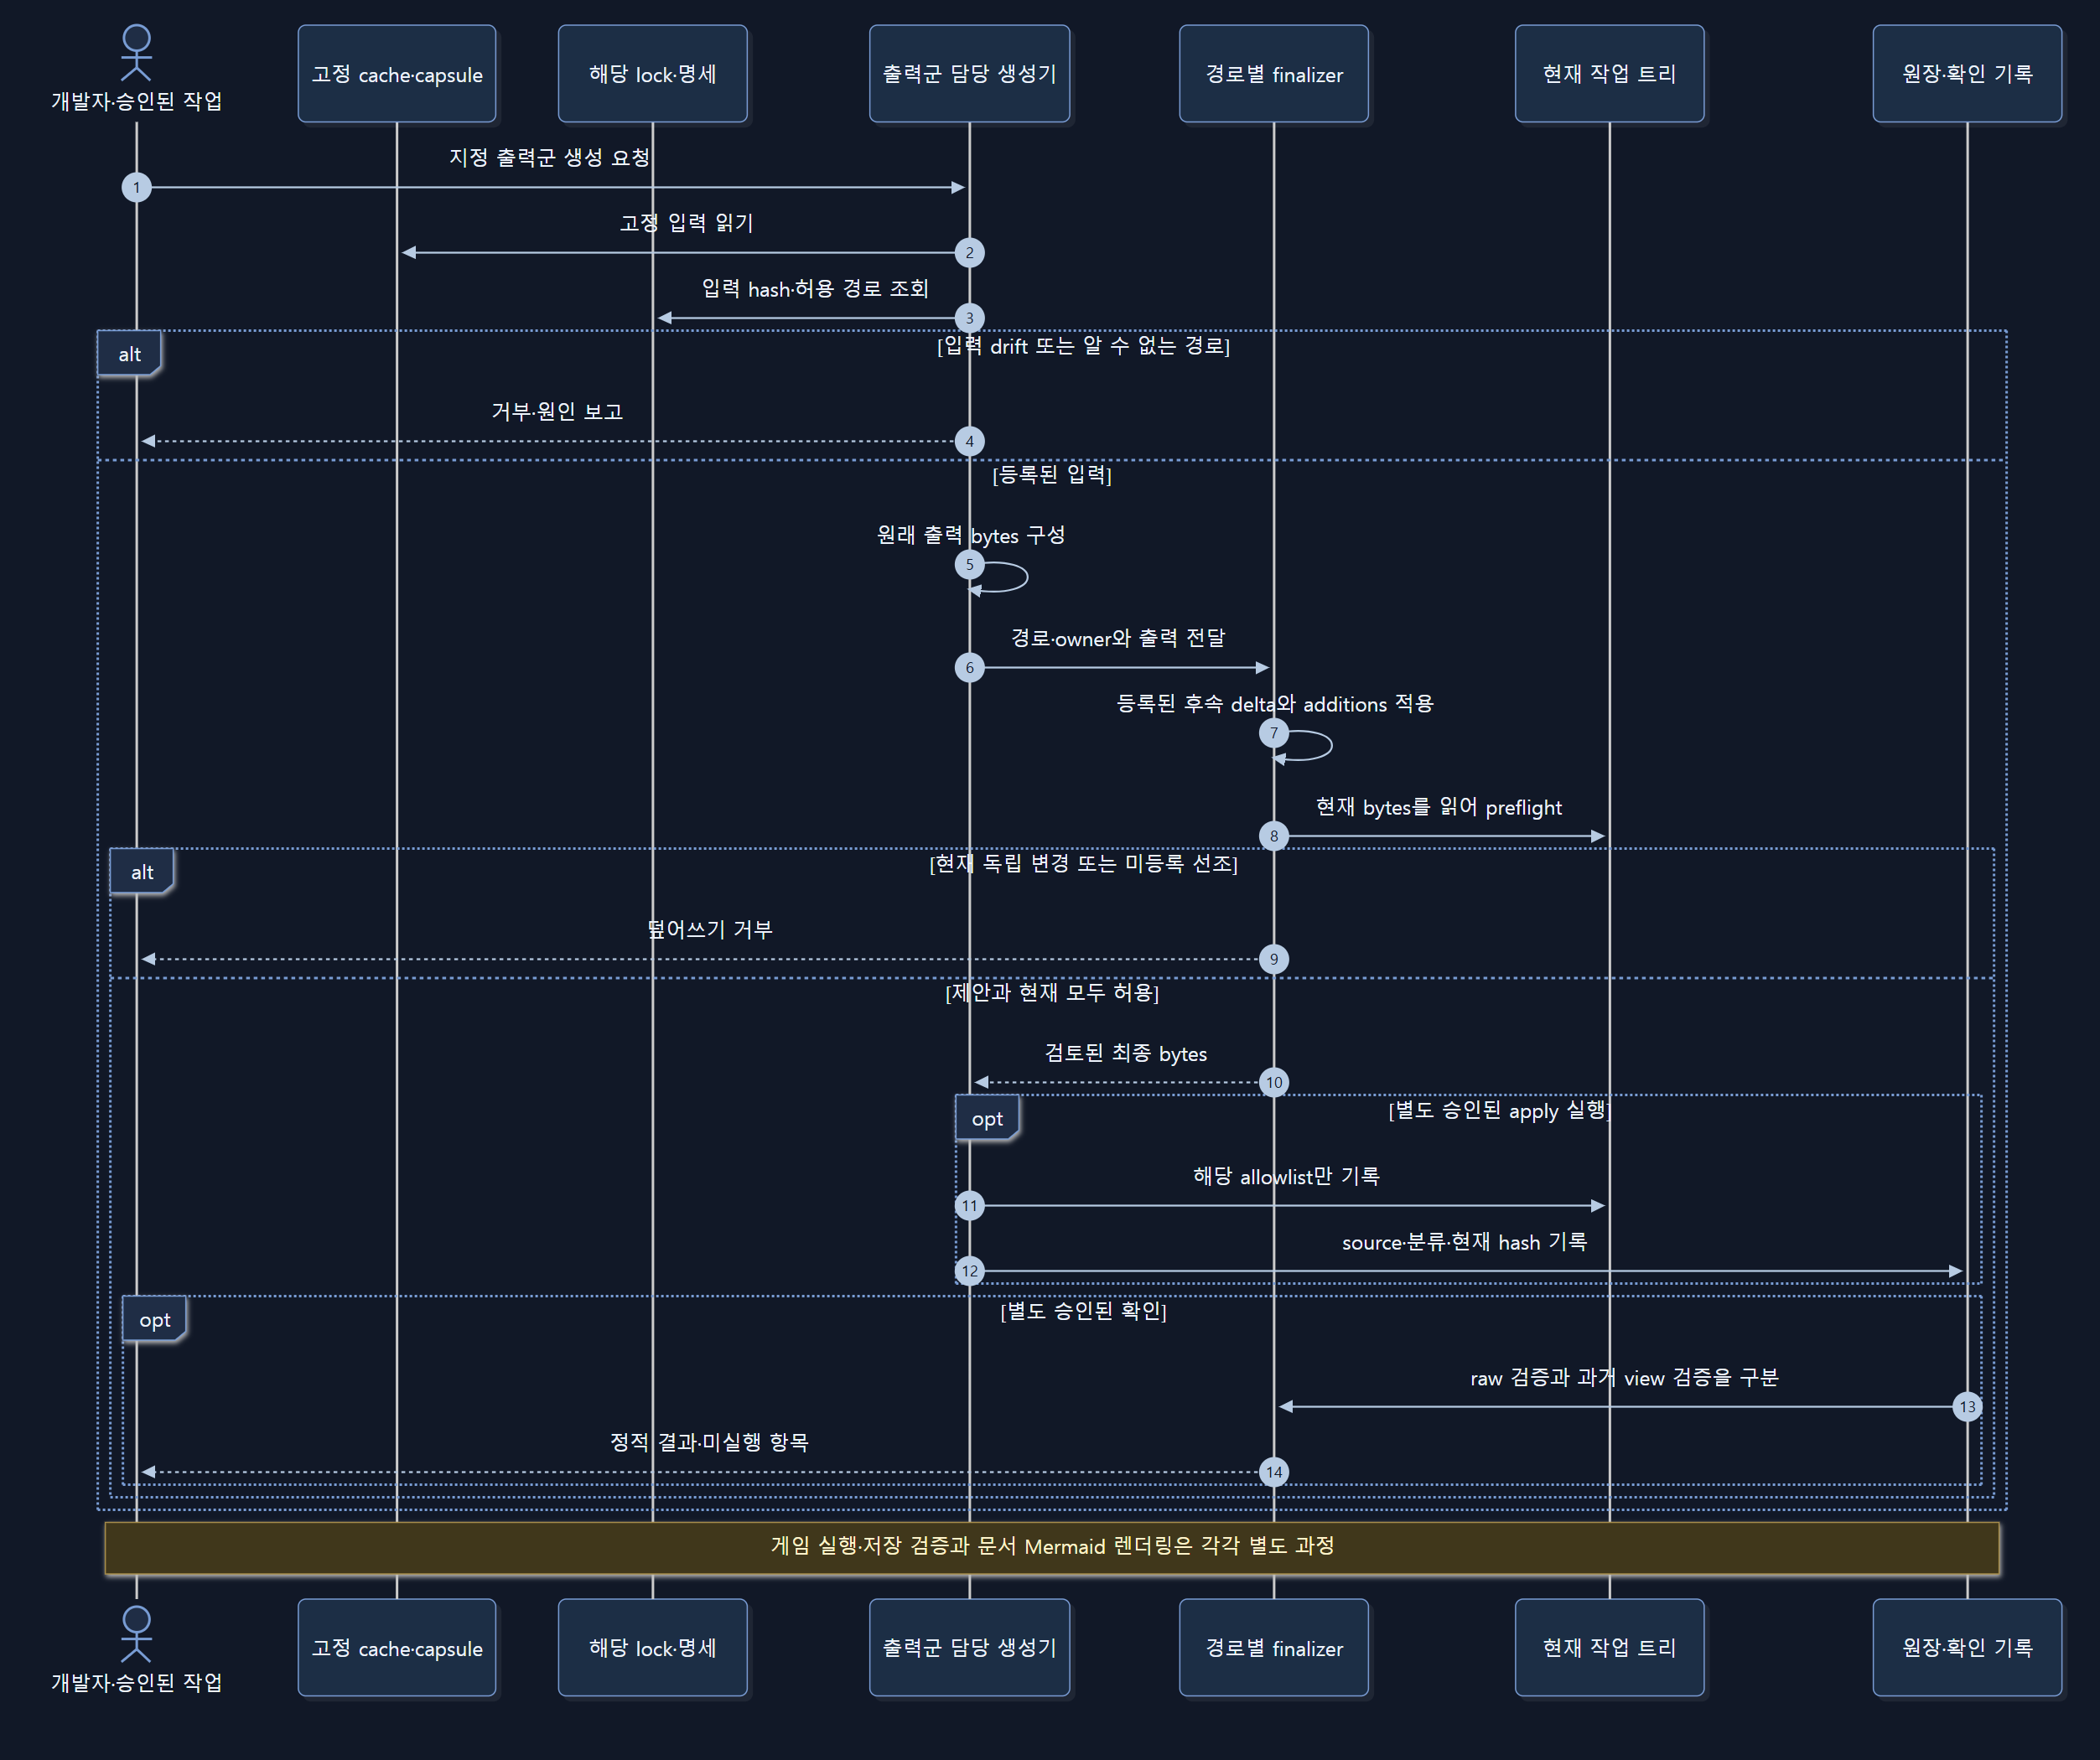 개발자·승인된 작업
고정 cache·capsule
해당 lock·명세
출력군 담당 생성기
경로별 finalizer
현재 작업 트리
원장·확인 기록
지정 출력군 생성 요청
1
고정 입력 읽기
2
입력 hash·허용 경로 조회
3
alt
[입력 drift 또는 알 수 없는 경로]
거부·원인 보고
4
[등록된 입력]
원래 출력 bytes 구성
5
경로·owner와 출력 전달
6
등록된 후속 delta와 additions 적용
7
현재 bytes를 읽어 preflight
8
alt
[현재 독립 변경 또는 미등록 선조]
덮어쓰기 거부
9
[제안과 현재 모두 허용]
검토된 최종 bytes
10
opt
[별도 승인된 apply 실행]
해당 allowlist만 기록
11
source·분류·현재 hash 기록
12
opt
[별도 승인된 확인]
raw 검증과 과거 view 검증을 구분
13
정적 결과·미실행 항목
14
게임 실행·저장 검증과 문서 Mermaid 렌더링은 각각 별도 과정
개발자·승인된 작업
고정 cache·capsule
해당 lock·명세
출력군 담당 생성기
경로별 finalizer
현재 작업 트리
원장·확인 기록